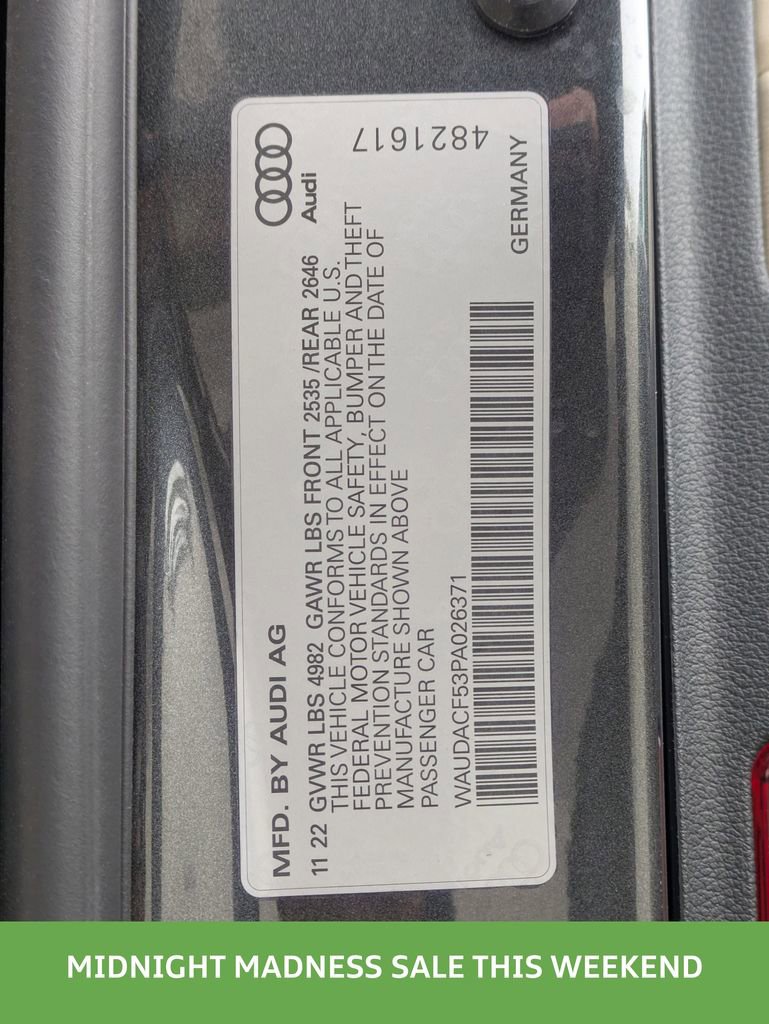 MFD. BY AUDI AG
Audi
11 22 GVWR LBS 4982 GAWR LBS FRONT 2535 /REAR 2646
THIS VEHICLE CONFORMS TO ALL APPLICABLE U.S.
FEDERAL MOTOR VEHICLE SAFETY, BUMPER AND THEFT
PREVENTION STANDARDS IN EFFECT ON THE DATE OF
MANUFACTURE SHOWN ABOVE
PASSENGER CAR
WAUDACF53PA026371
GERMANY
4821617
MIDNIGHT MADNESS SALE THIS WEEKEND